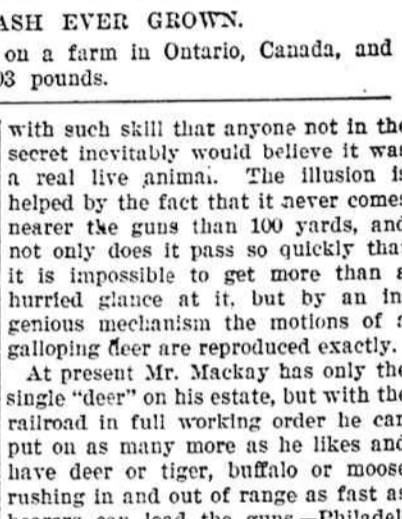 ASH EVER GROWN.
on a farm in Ontario, Canada, and
03 pounds.
with such skill that anyone not in the
secret inevitably would believe it was
a real live animal. The illusion is
helped by the fact that it never comes
nearer the guns than 100 yards, and
not only does it pass so quickly that
it is impossible to get more than a
hurried glance at it, but by an in
genious mechanism the motions of a
galloping deer are reproduced exactly.
At present Mr. Mackay has only the
single "deer" on his estate, but with the
railroad in full working order he can
put on as many more as he likes and
have deer or tiger, buffalo or moose
rushing in and out of range as fast as
can load the guns.—Philadel